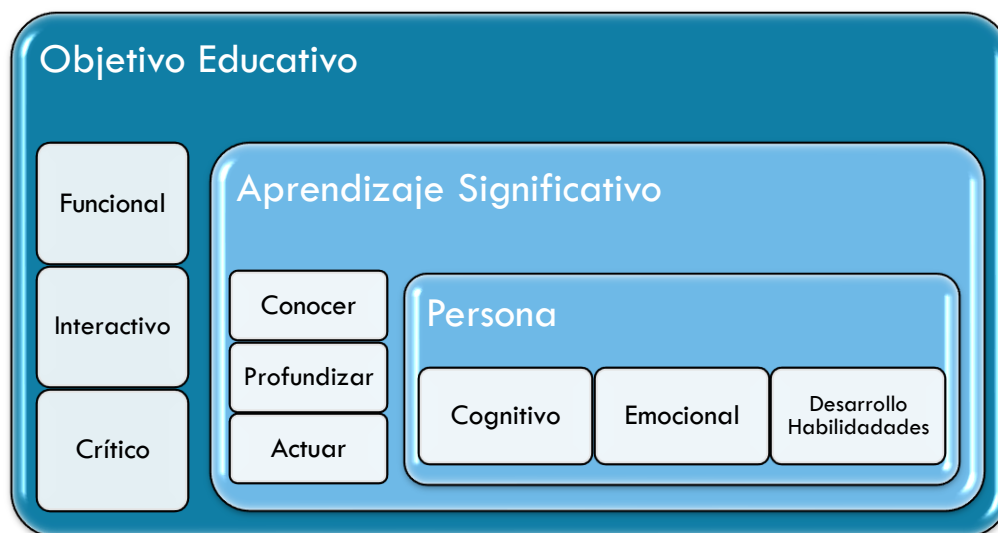 Objetivo Educativo
Funcional
Interactivo
Crítico
Aprendizaje Significativo
Conocer
Profundizar
Actuar
Persona
Cognitivo
Emocional
Desarrollo
Habilidadades